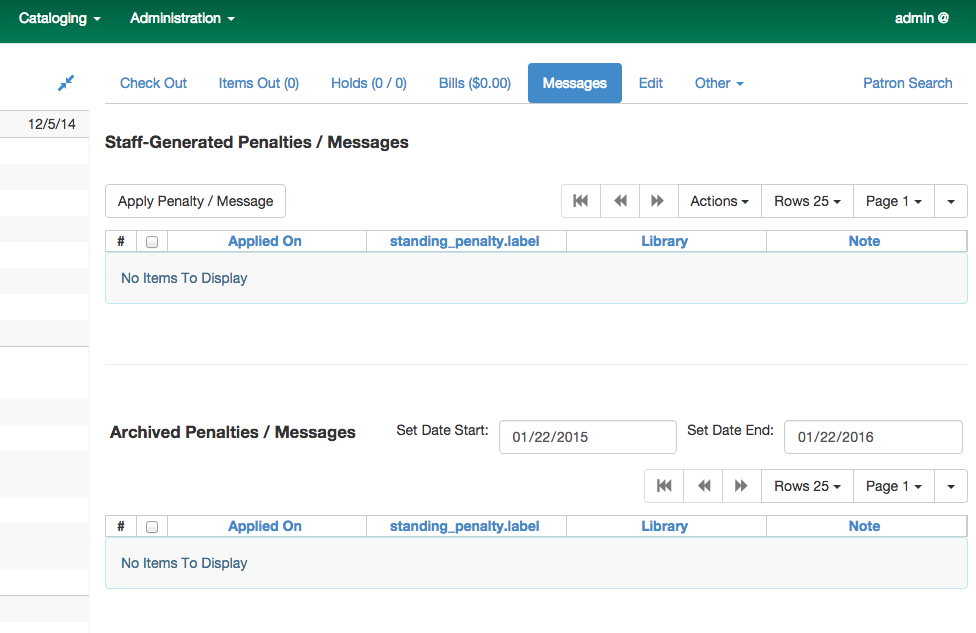 Cataloging Administration admin @
Check Out Items Out (0) Holds (0 / 0) Bills ($0.00) Messages Edit Other Patron Search
12/5/14
Staff-Generated Penalties / Messages
Apply Penalty / Message Actions Rows 25 Page 1
# Applied On standing_penalty.label Library Note
No Items To Display
Archived Penalties / Messages Set Date Start: 01/22/2015 Set Date End: 01/22/2016
Rows 25 Page 1
# Applied On standing_penalty.label Library Note
No Items To Display